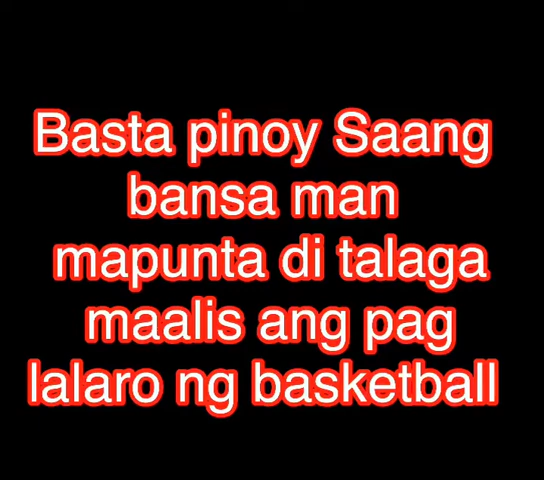 Basta pinoy Saang
bansa man
mapunta di talaga
maalis ang pag
lalaro ng basketball